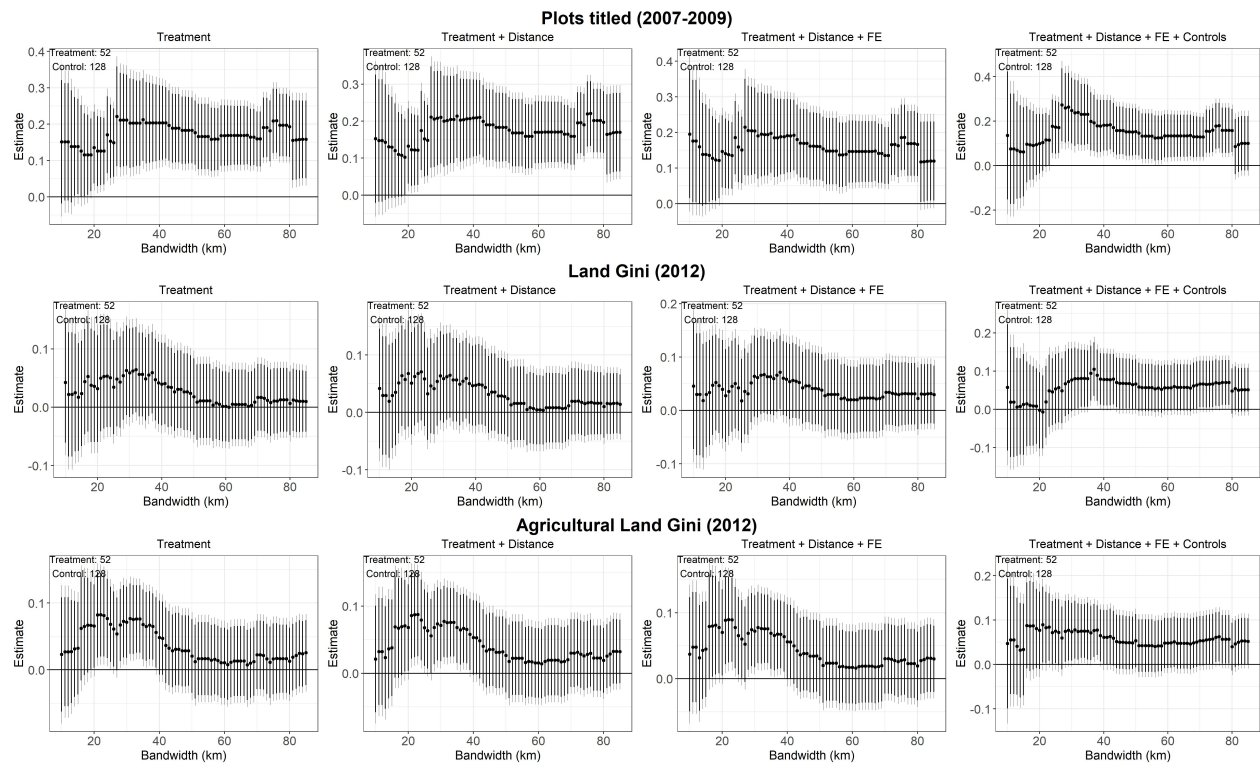 Plots titled (2007-2009)
Treatment
Treatment + Distance
Treatment + Distance + FE
Treatment + Distance + FE + Controls
Treatment: 52
Control: 128
Treatment: 52
Control: 128
Treatment: 52
Control: 128
Treatment: 52
Control: 128
Estimate
0.4
0.3
0.2
0.1
0.0
Estimate
0.3
0.2
0.1
0.0
Estimate
0.4
0.3
0.2
0.1
0.0
Estimate
0.4
0.2
0.0
-0.2
20 40 60 80
20 40 60 80
20 40 60 80
20 40 60 80
Bandwidth (km)
Bandwidth (km)
Bandwidth (km)
Bandwidth (km)
Land Gini (2012)
Treatment
Treatment + Distance
Treatment + Distance + FE
Treatment + Distance + FE + Controls
Treatment: 52
Control: 128
Treatment: 52
Control: 128
Treatment: 52
Control: 128
Treatment: 52
Control: 128
Estimate
0.1
0.0
-0.1
Estimate
0.1
0.0
-0.1
Estimate
0.2
0.1
0.0
-0.1
Estimate
0.2
0.1
0.0
-0.1
20 40 60 80
20 40 60 80
20 40 60 80
20 40 60 80
Bandwidth (km)
Bandwidth (km)
Bandwidth (km)
Bandwidth (km)
Agricultural Land Gini (2012)
Treatment
Treatment + Distance
Treatment + Distance + FE
Treatment + Distance + FE + Controls
Treatment: 52
Control: 128
Treatment: 52
Control: 128
Treatment: 52
Control: 128
Treatment: 52
Control: 128
Estimate
0.1
0.0
Estimate
0.1
0.0
Estimate
0.1
0.0
Estimate
0.2
0.1
0.0
-0.1
20 40 60 80
20 40 60 80
20 40 60 80
20 40 60 80
Bandwidth (km)
Bandwidth (km)
Bandwidth (km)
Bandwidth (km)